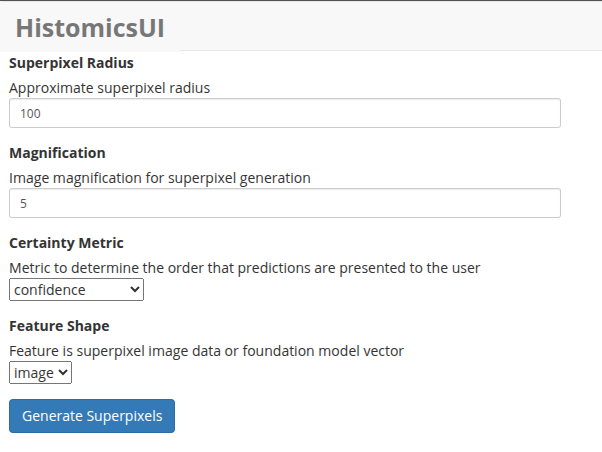 HistomicsUI
Superpixel Radius
Approximate superpixel radius
100
Magnification
Image magnification for superpixel generation
5
Certainty Metric
Metric to determine the order that predictions are presented to the user
confidence
Feature Shape
Feature is superpixel image data or foundation model vector
image
Generate Superpixels